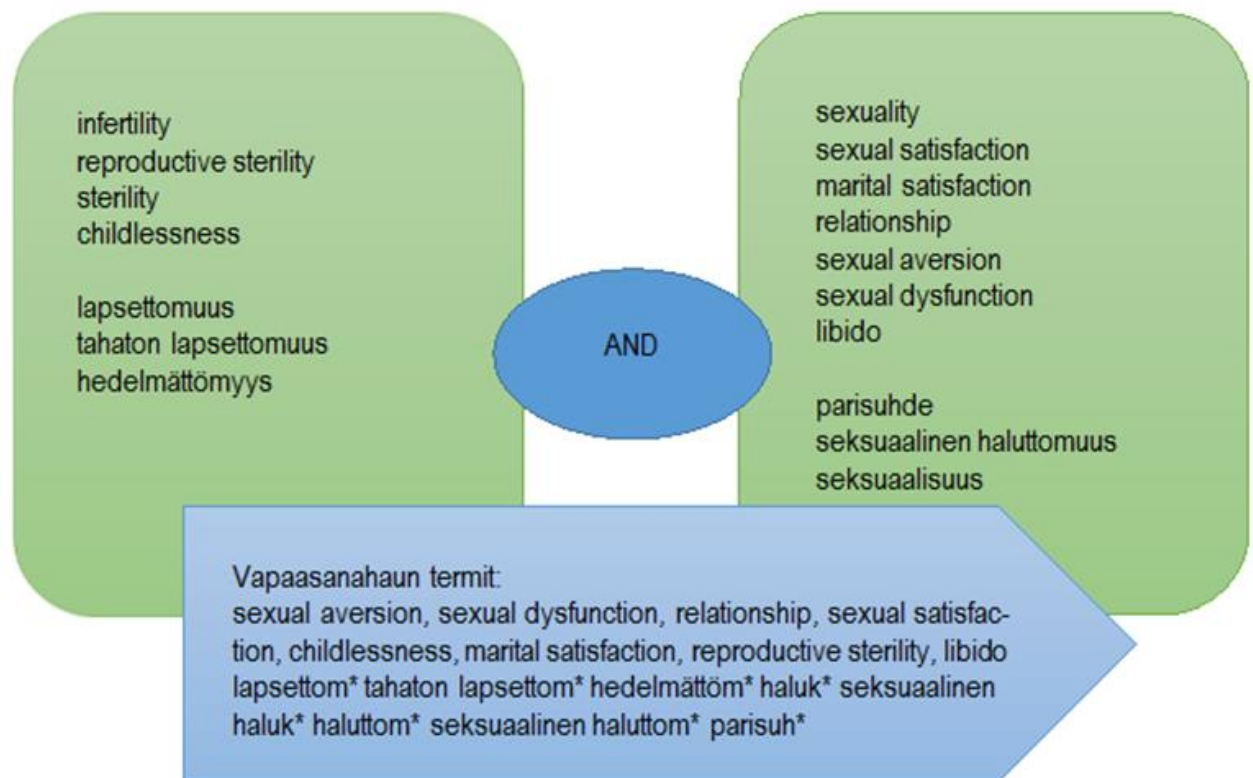 infertility
reproductive sterility
sterility
childlessness
lapsettomuus
tahaton lapsettomuus
hedelmättömyys
AND
sexuality
sexual satisfaction
marital satisfaction
relationship
sexual aversion
sexual dysfunction
libido
parisuhde
seksuaalinen haluttomuus
seksuaalisuus
Vapaasanahaun termit:
sexual aversion, sexual dysfunction, relationship, sexual satisfac-
tion, childlessness, marital satisfaction, reproductive sterility, libido
lapsettom* tahaton lapsettom* hedelmättöm* haluk* seksuaalinen
haluk* haluttom* seksuaalinen haluttom* parisuh*